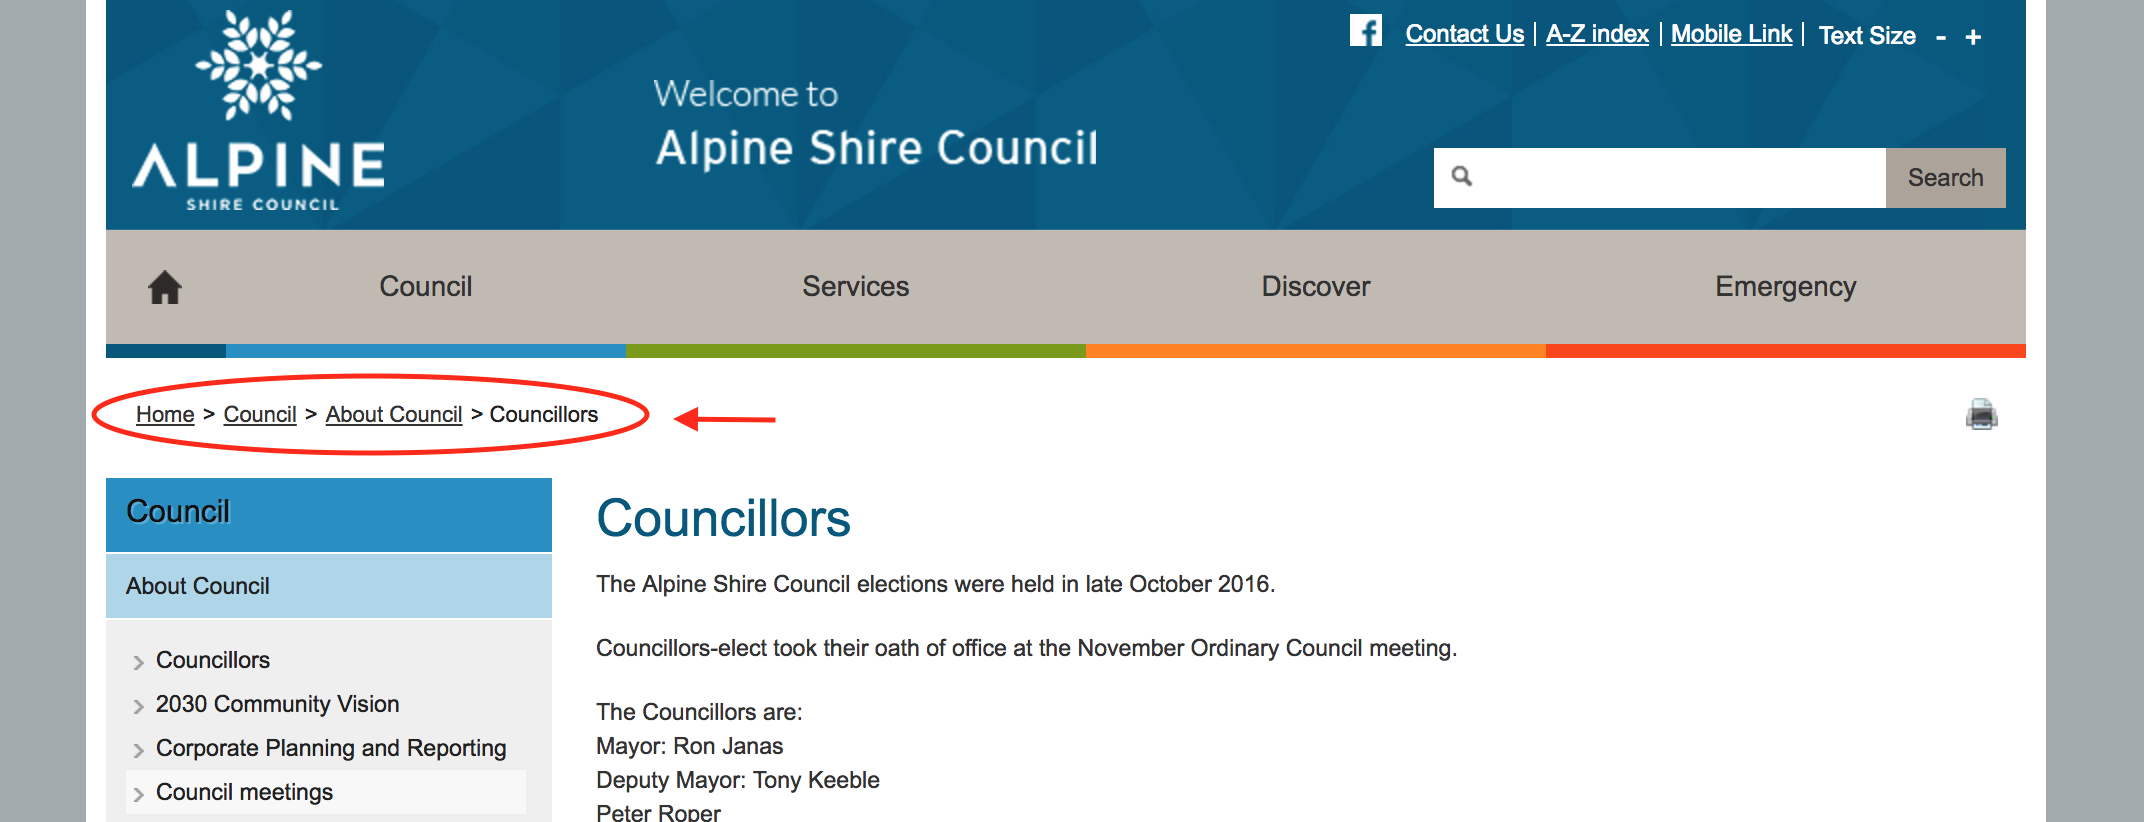 ALPINE
SHIRE COUNCIL
Welcome to
Alpine Shire Council
Contact Us | A-Z index | Mobile Link | Text Size - +
Search
Council Services Discover Emergency
Home > Council > About Council > Councillors
Council
About Council
Councillors
2030 Community Vision
Corporate Planning and Reporting
Council meetings
Councillors
The Alpine Shire Council elections were held in late October 2016.
Councillors-elect took their oath of office at the November Ordinary Council meeting.
The Councillors are:
Mayor: Ron Janas
Deputy Mayor: Tony Keeble
Peter Roper